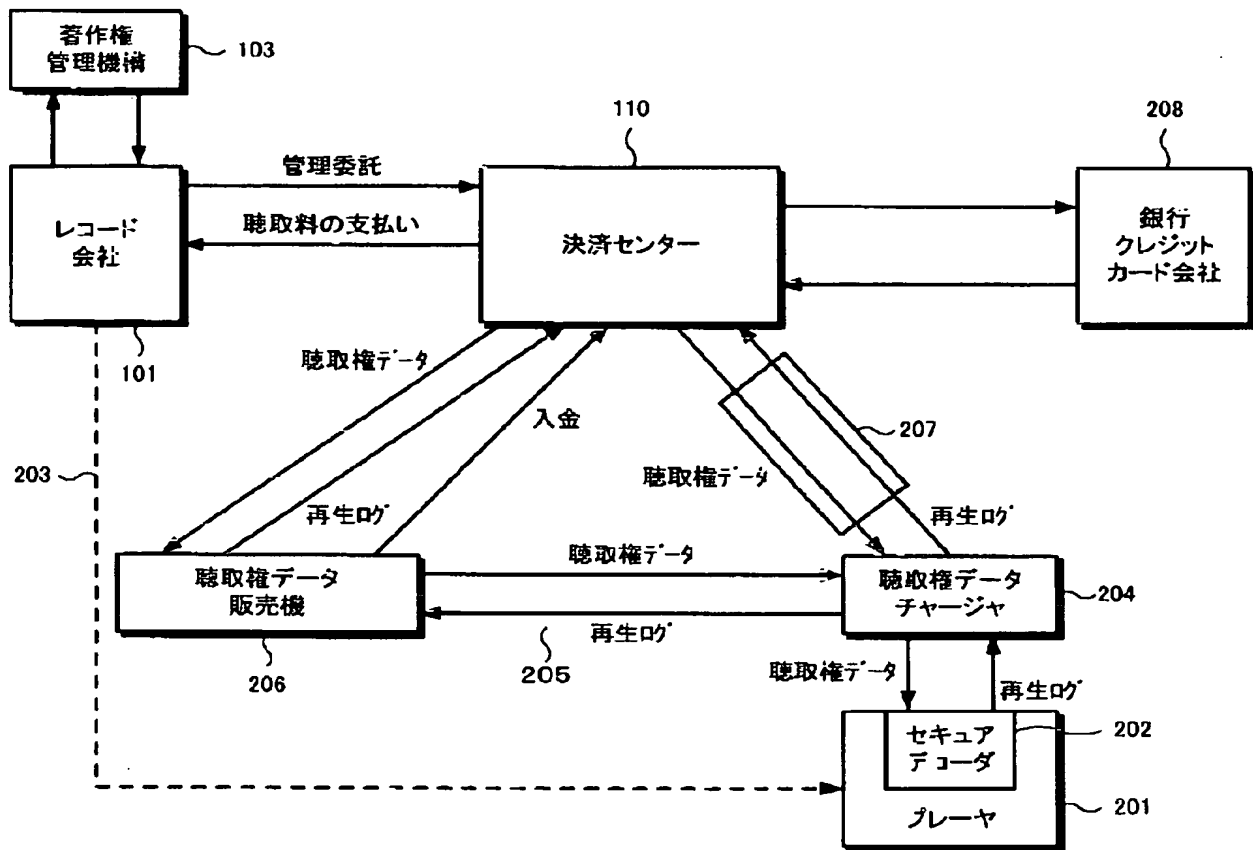 著作権
管理機構
103
110
208
レコード
会社
管理委託
聴取料の支払い
決済センター
銀行
クレジット
カード会社
101
聴取権データ
入金
207
203
聴取権データ
再生ログ
再生ログ
聴取権データ
販売機
聴取権データ
聴取権データ
チャージャ
204
再生ログ
205
206
聴取権データ
再生ログ
セキュア
デコーダ
202
プレーヤ
201